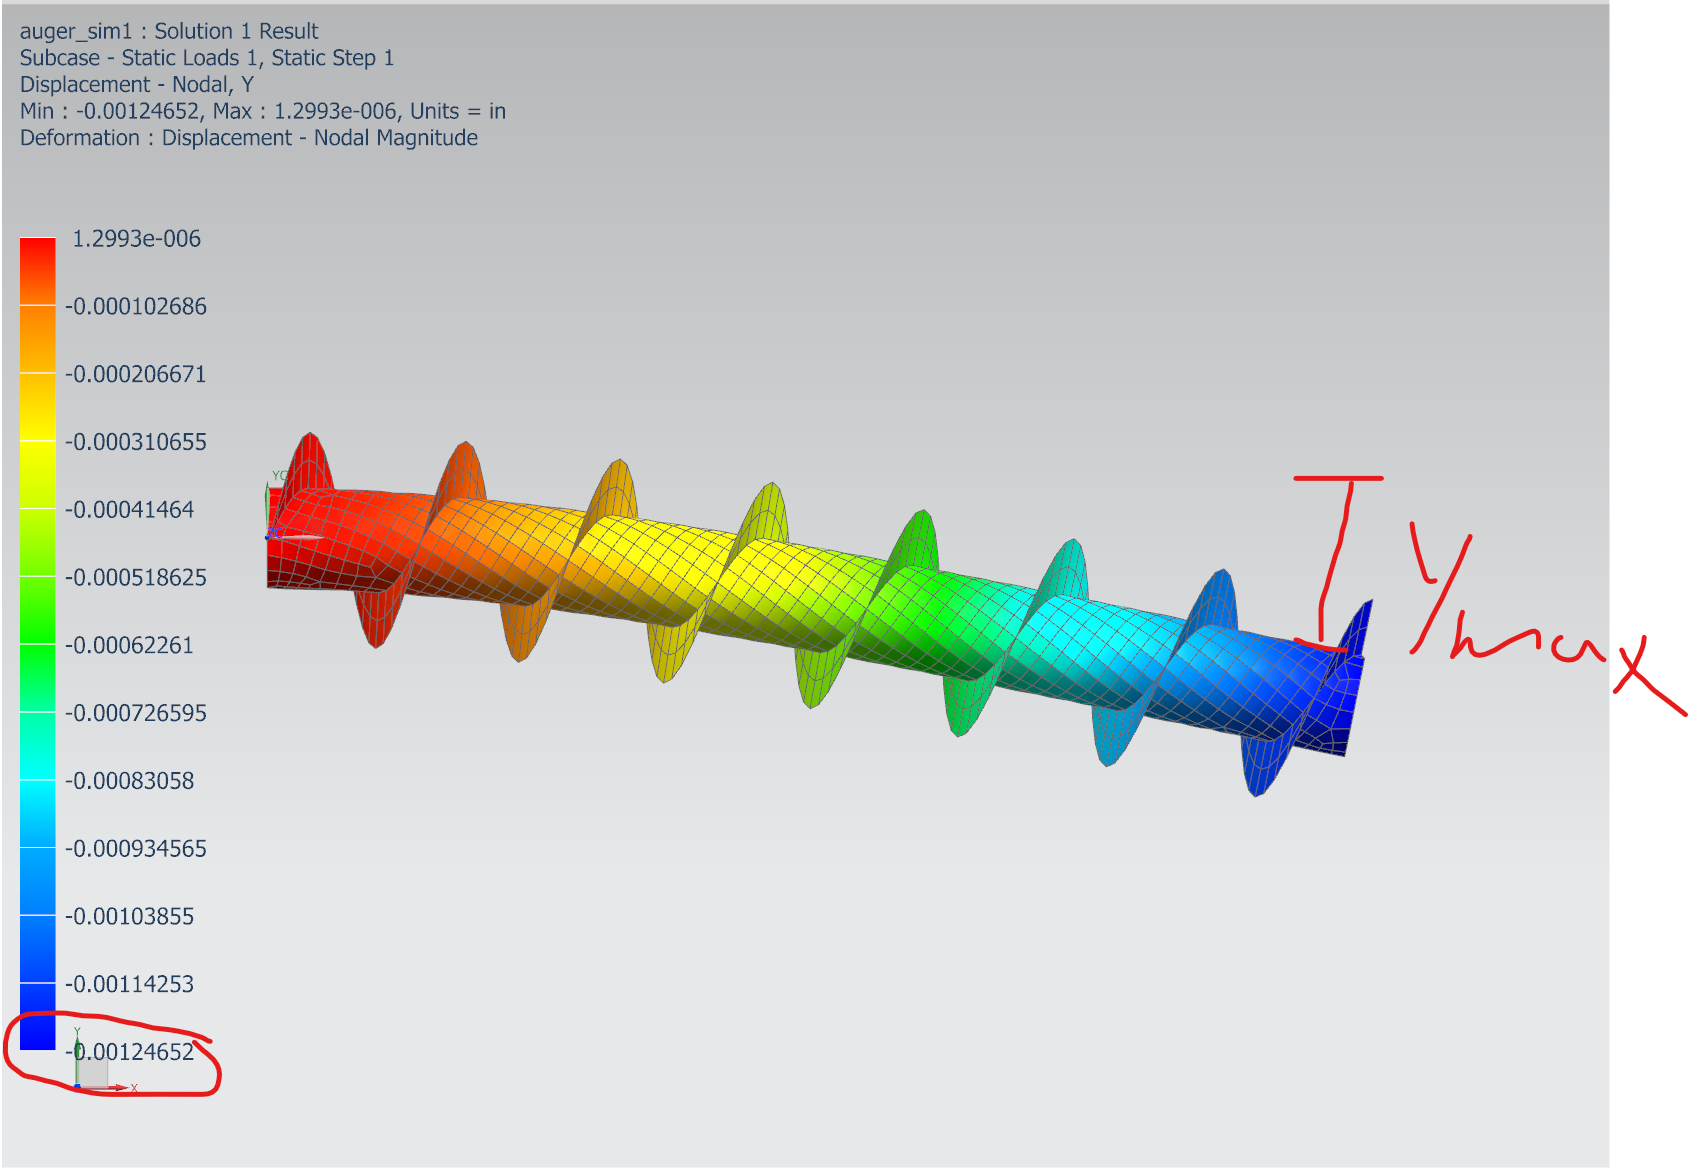 auger_sim1 : Solution 1 Result
Subcase - Static Loads 1, Static Step 1
Displacement - Nodal, Y
Min : -0.00124652, Max : 1.2993e-006, Units = in
Deformation : Displacement - Nodal Magnitude
1.2993e-006
-0.000102686
-0.000206671
-0.000310655
-0.00041464
-0.000518625
-0.00062261
-0.000726595
-0.00083058
-0.000934565
-0.00103855
-0.00114253
-0.00124652
YC
Y
X
Ymax